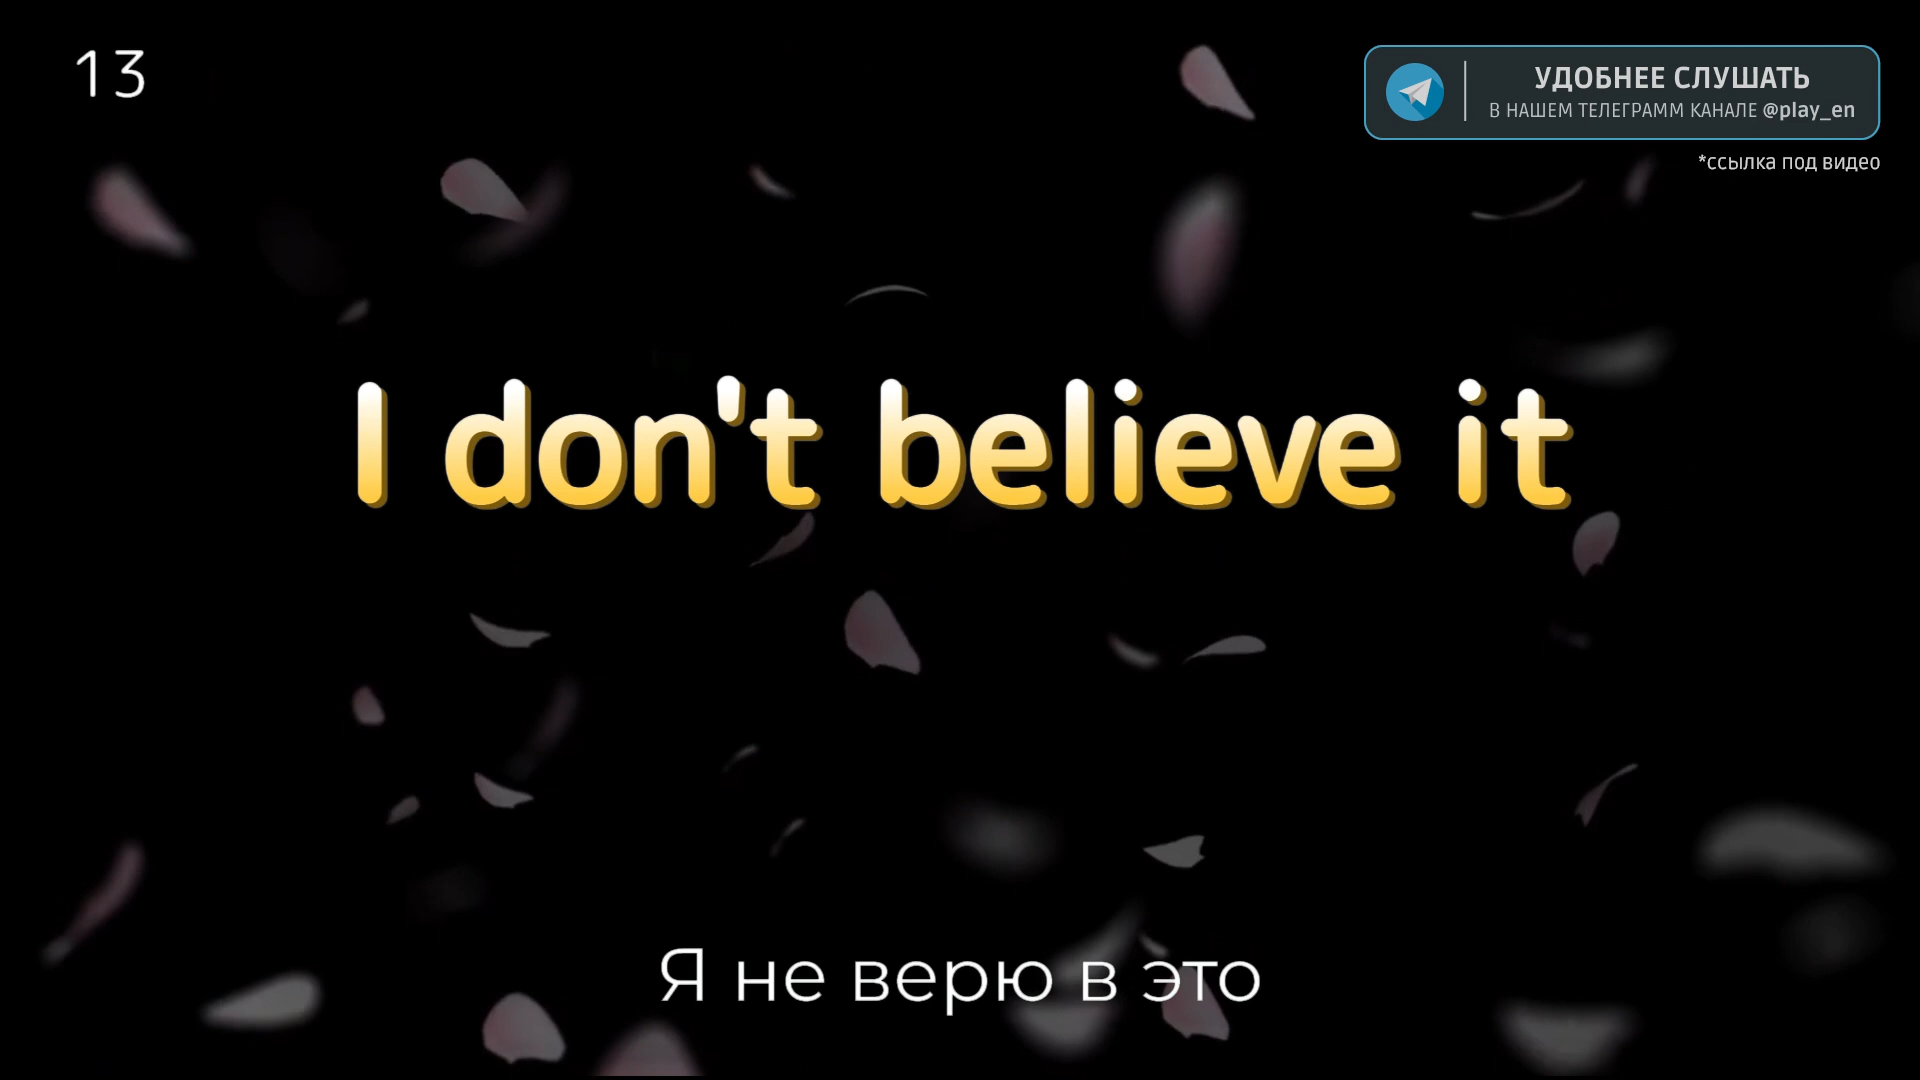 13
УДОБНЕЕ СЛУШАТЬ
В НАШЕМ ТЕЛЕГРАММ КАНАЛЕ @play_en
*ссылка под видео
I don't believe it
Я не верю в это